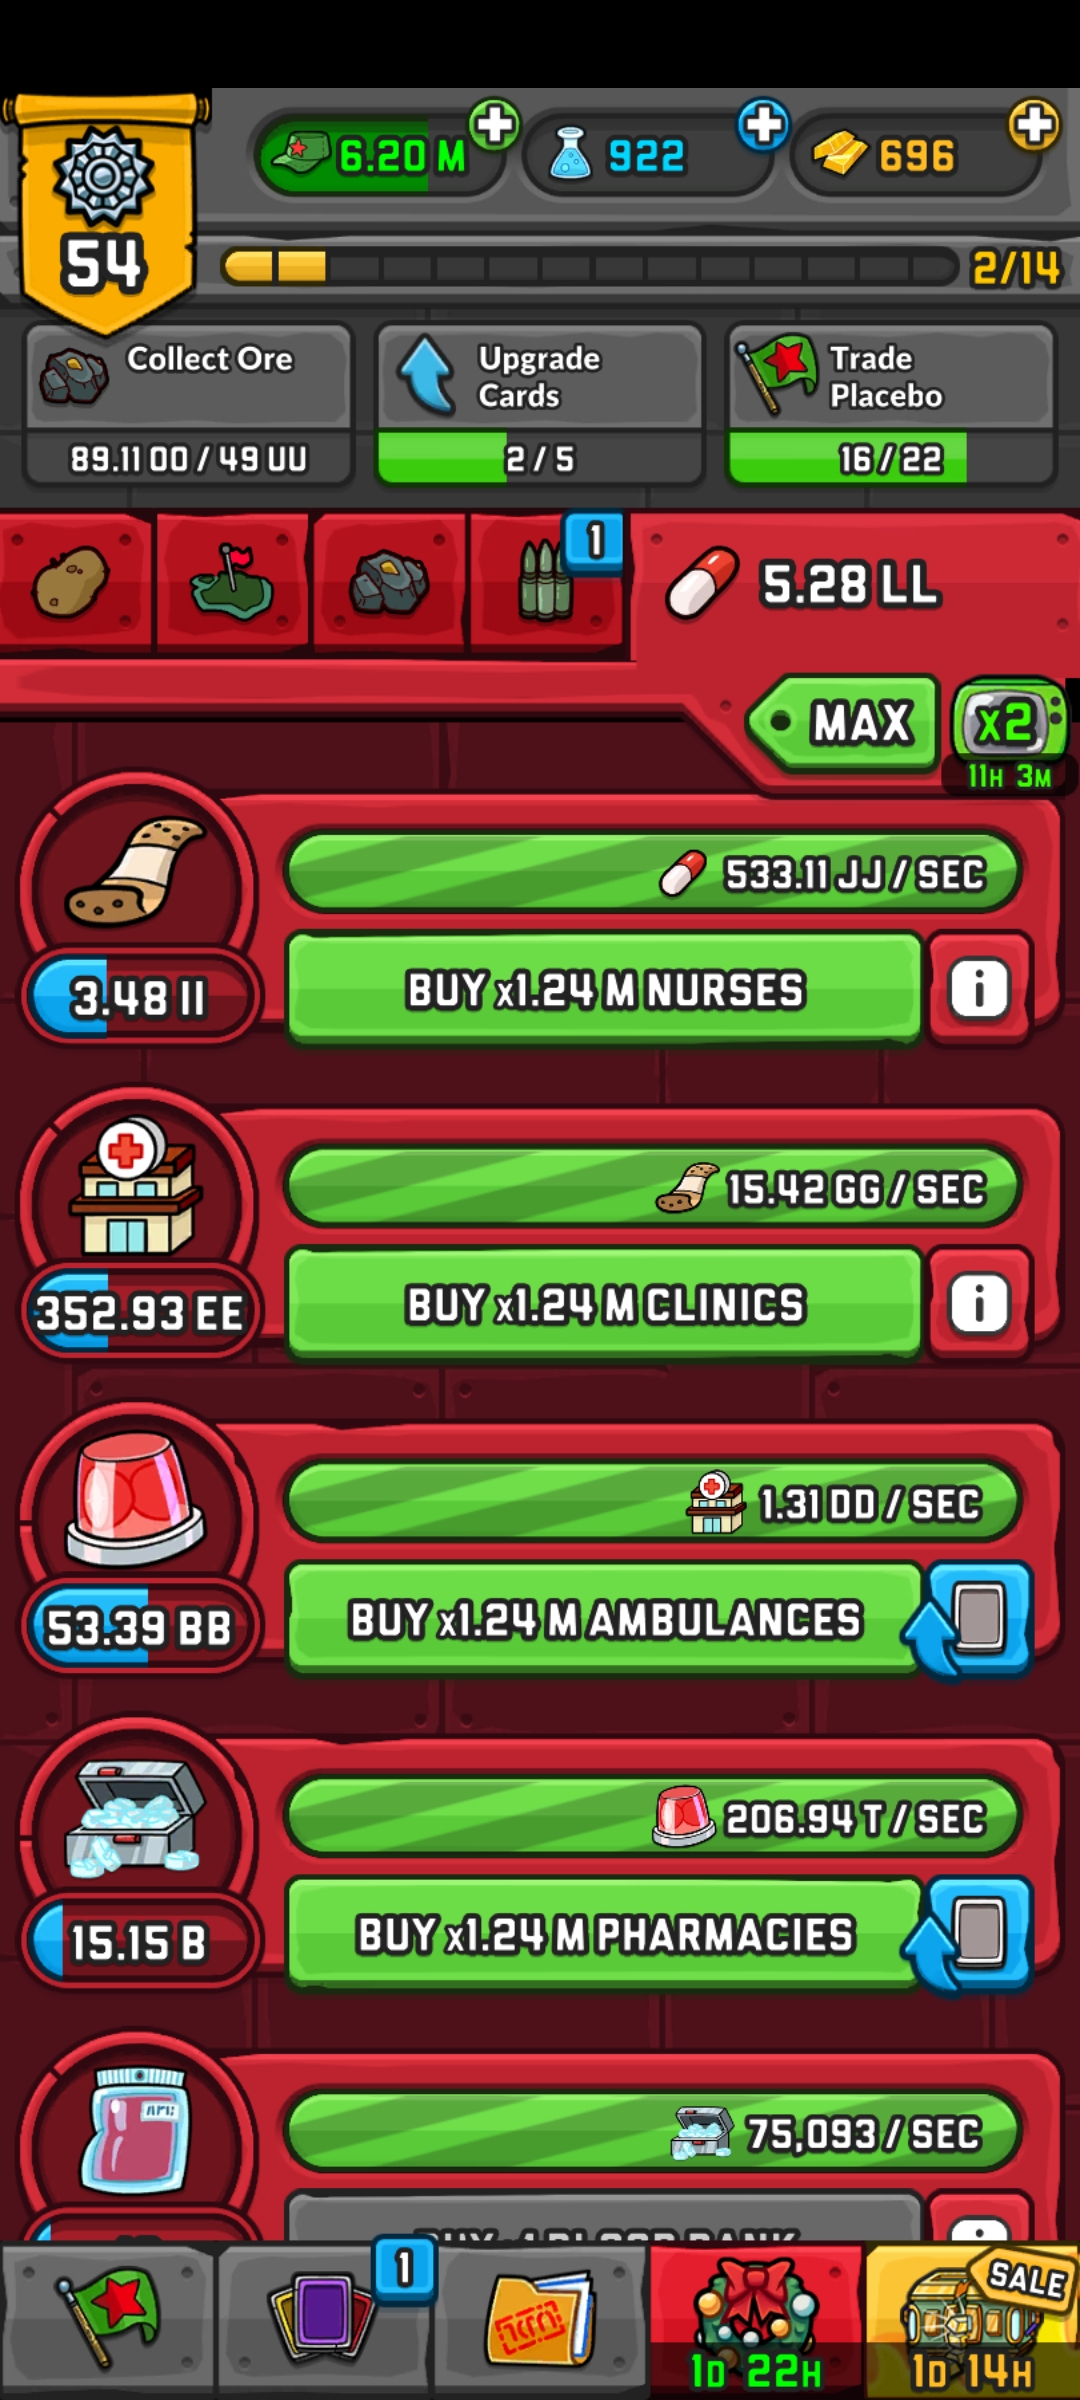 54
6.20 M
922
696
2/14
Collect Ore
89.11 OO / 49 UU
Upgrade
Cards
2 / 5
Trade
Placebo
16 / 22
1
5.28 LL
MAX
x2
11H 3M
533.11 JJ / SEC
3.48 II
BUY x1.24 M NURSES
i
15.42 GG / SEC
352.93 EE
BUY x1.24 M CLINICS
i
1.31 DD / SEC
53.39 BB
BUY x1.24 M AMBULANCES
206.94 T / SEC
15.15 B
BUY x1.24 M PHARMACIES
75,093 / SEC
BUY x1 BLOOD BANK
i
1
SALE
1D 22H
1D 14H